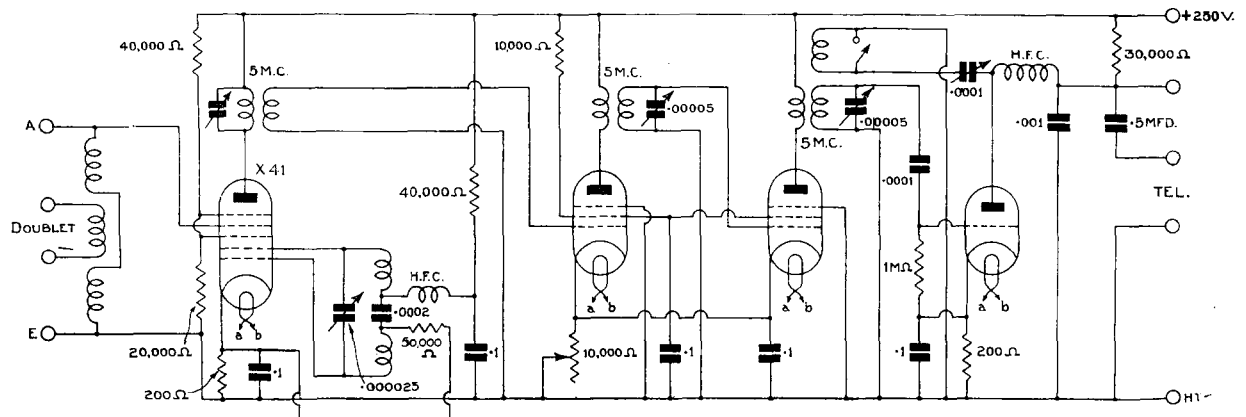 +250V.
40,000 Ω
10,000 Ω
5 M.C.
5 M.C.
H.F.C.
30,000 Ω
·0001
·00005
·00005
·001
·5 MFD.
A
X41
5 M.C.
40,000 Ω
·0001
TEL.
DOUBLET
H.F.C.
1 MΩ
a b
a b
a b
a b
·0002
E
50,000
Ω
20,000 Ω
·1
·1
10,000 Ω
·1
·1
·1
200 Ω
200 Ω
·000025
HT-